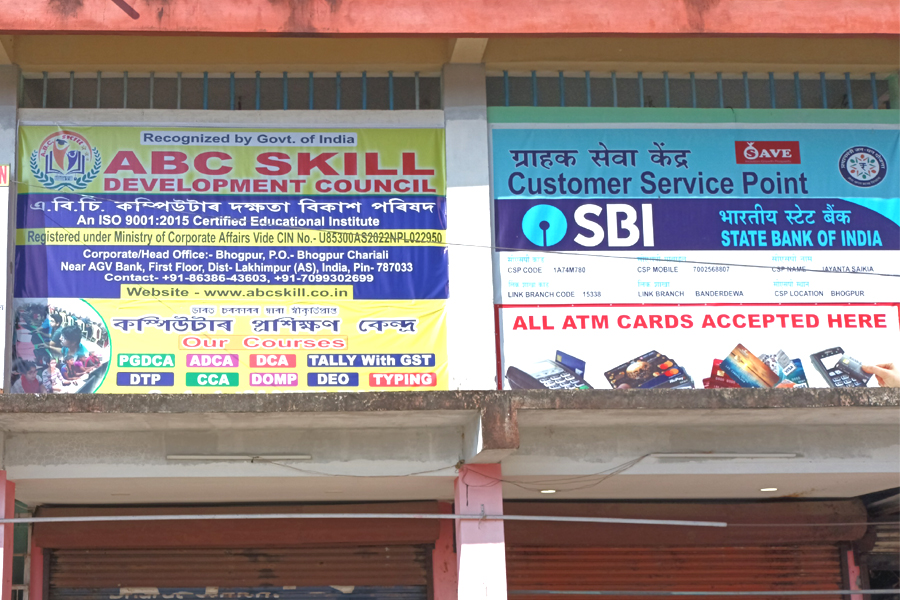 Recognized by Govt. of India
ABC SKILL
DEVELOPMENT COUNCIL
এ.বি.চি. কম্পিউটাৰ দক্ষতা বিকাশ পৰিষদ
An ISO 9001:2015 Certified Educational Institute
Registered under Ministry of Corporate Affairs Vide CIN No.- U85300AS2022NPL022950
Corporate/Head Office:- Bhogpur, P.O.- Bhogpur Chariali
Near AGV Bank, First Floor, Dist- Lakhimpur (AS), India, Pin- 787033
Contact- +91-86386-43603, +91-7099302699
Website - www.abcskill.co.in
ভাৰত চৰকাৰৰ দ্বাৰা স্বীকৃতিপ্ৰাপ্ত
কম্পিউটাৰ প্ৰাশিক্ষণ কেন্দ্ৰ
Our Courses
PGDCA ADCA DCA TALLY With GST
DTP CCA DOMP DEO TYPING
ग्राहक सेवा केंद्र
SAVE
Customer Service Point
SBI
भारतीय स्टेट बैंक
STATE BANK OF INDIA
CSP CODE 1A74M780 CSP MOBILE 7002568807 CSP NAME JAYANTA SAIKIA
LINK BRANCH CODE 15338 LINK BRANCH BANDERDEWA CSP LOCATION BHOGPUR
ALL ATM CARDS ACCEPTED HERE